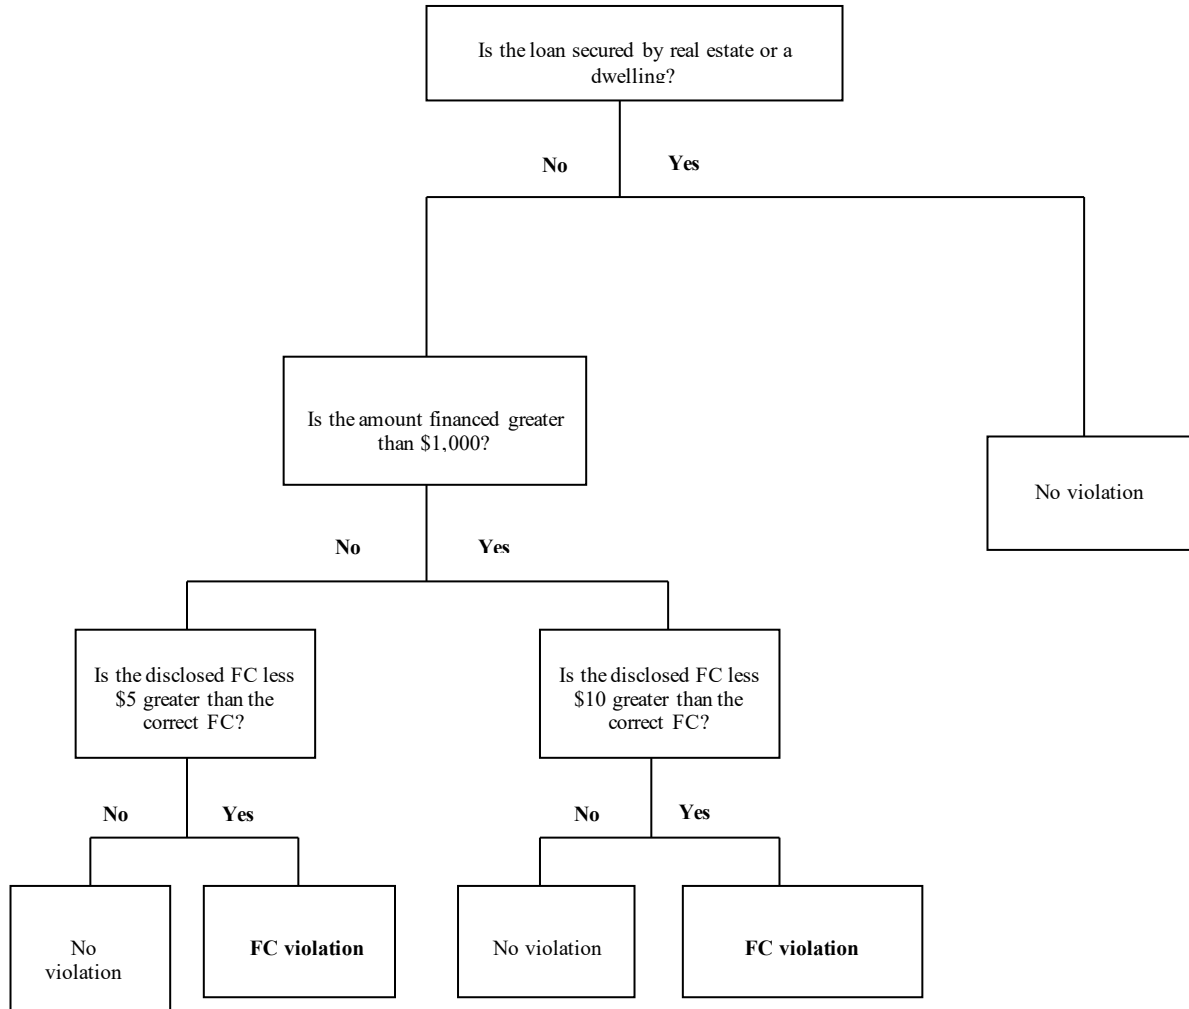 Is the loan secured by real estate or a
dwelling?
No
Yes
Is the amount financed greater
than $1,000?
No violation
No
Yes
Is the disclosed FC less
$5 greater than the
correct FC?
Is the disclosed FC less
$10 greater than the
correct FC?
No
Yes
No
Yes
No
violation
FC violation
No violation
FC violation